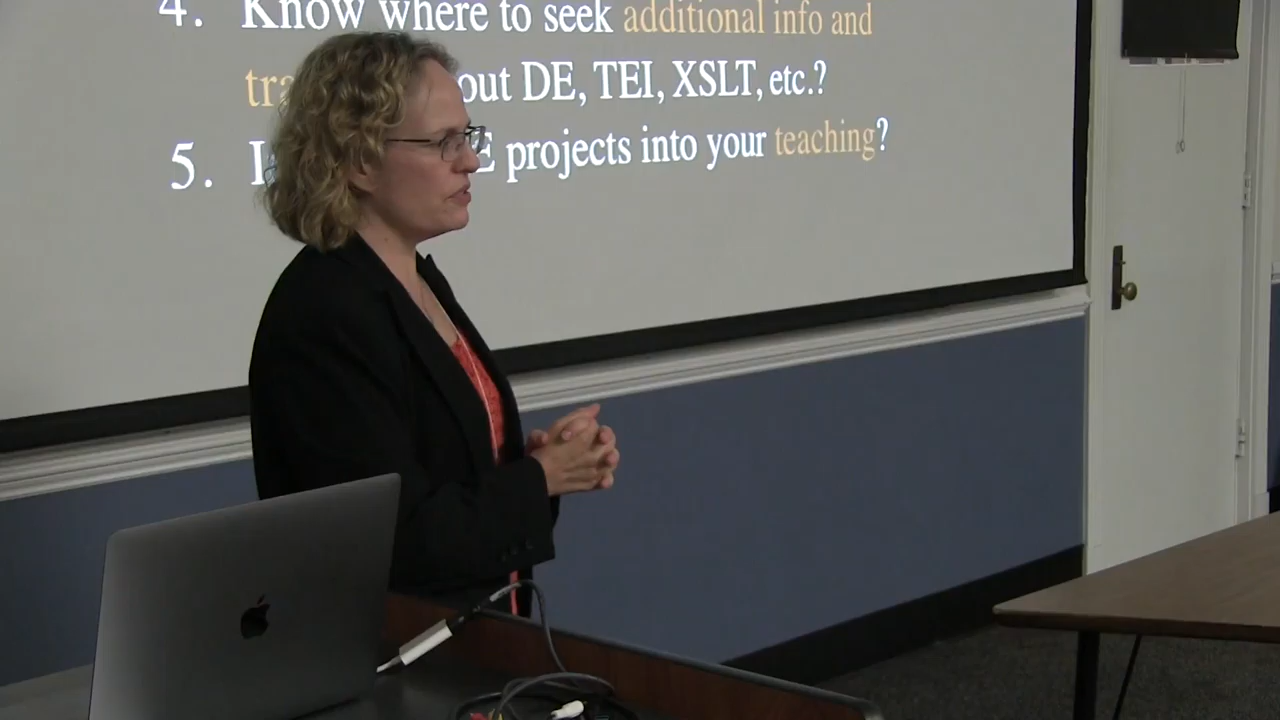 4. Know where to seek additional info and
out DE, TEI, XSLT, etc.?
5. projects into your teaching?